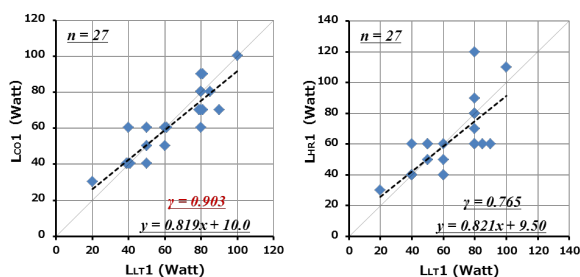 n = 27
120
100
80
60
40
20
0
LCO1 (Watt)
γ = 0.903
y = 0.819x + 10.0
0 20 40 60 80 100 120
LLT1 (Watt)
n = 27
140
120
100
80
60
40
20
0
LHR1 (Watt)
γ = 0.765
y = 0.821x + 9.50
0 20 40 60 80 100 120
LLT1 (Watt)